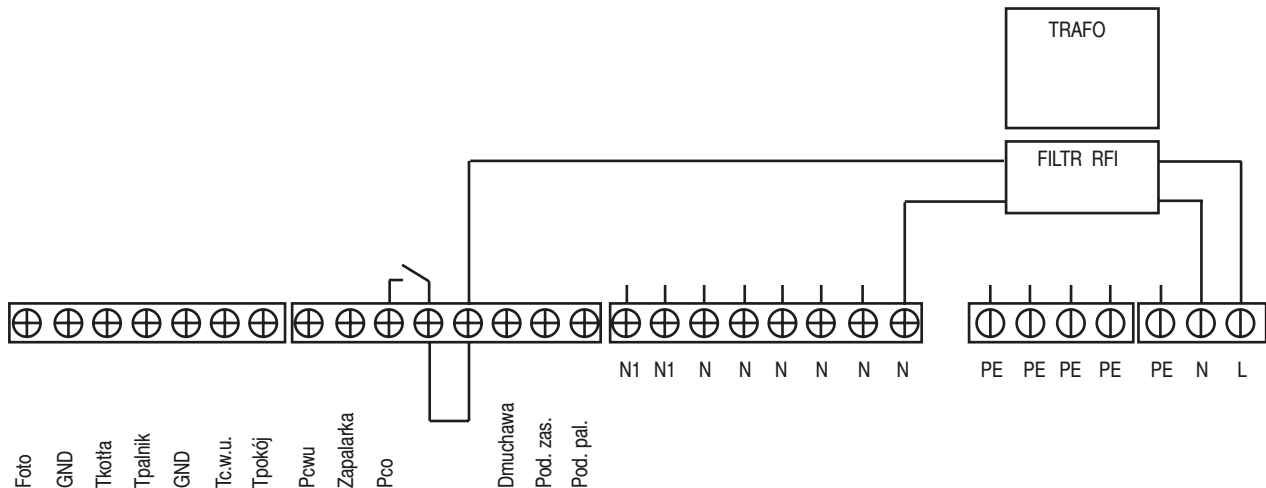 TRAFO
FILTR RFI
N1 N1 N N N N N N PE PE PE PE PE N L
Foto
GND
Tkotła
Tpalnik
GND
Tc.w.u.
Tpokój
Pcwu
Zapalarka
Pco
Dmuchawa
Pod. zas.
Pod. pal.